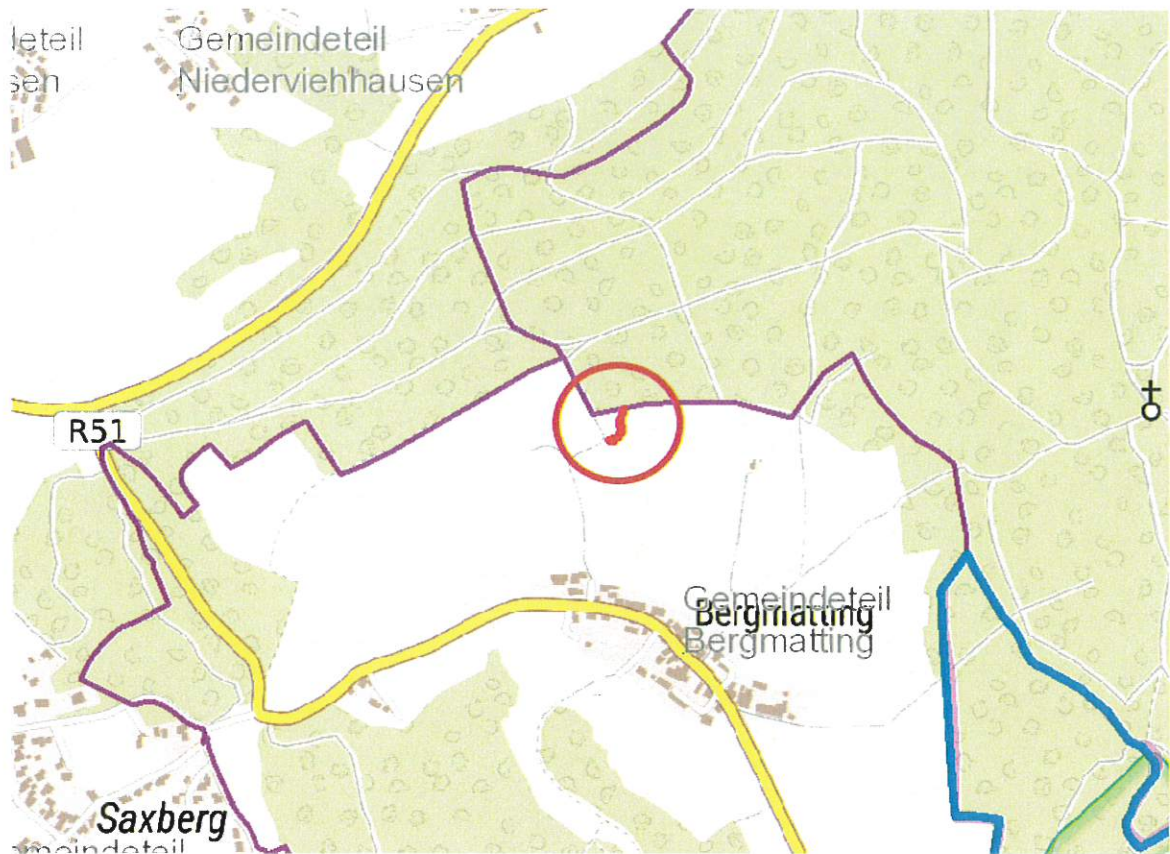 Gemeindeteil
Niederviehhausen
R51
Gemeindeteil
Bergmatting
Bergmatting
Saxberg